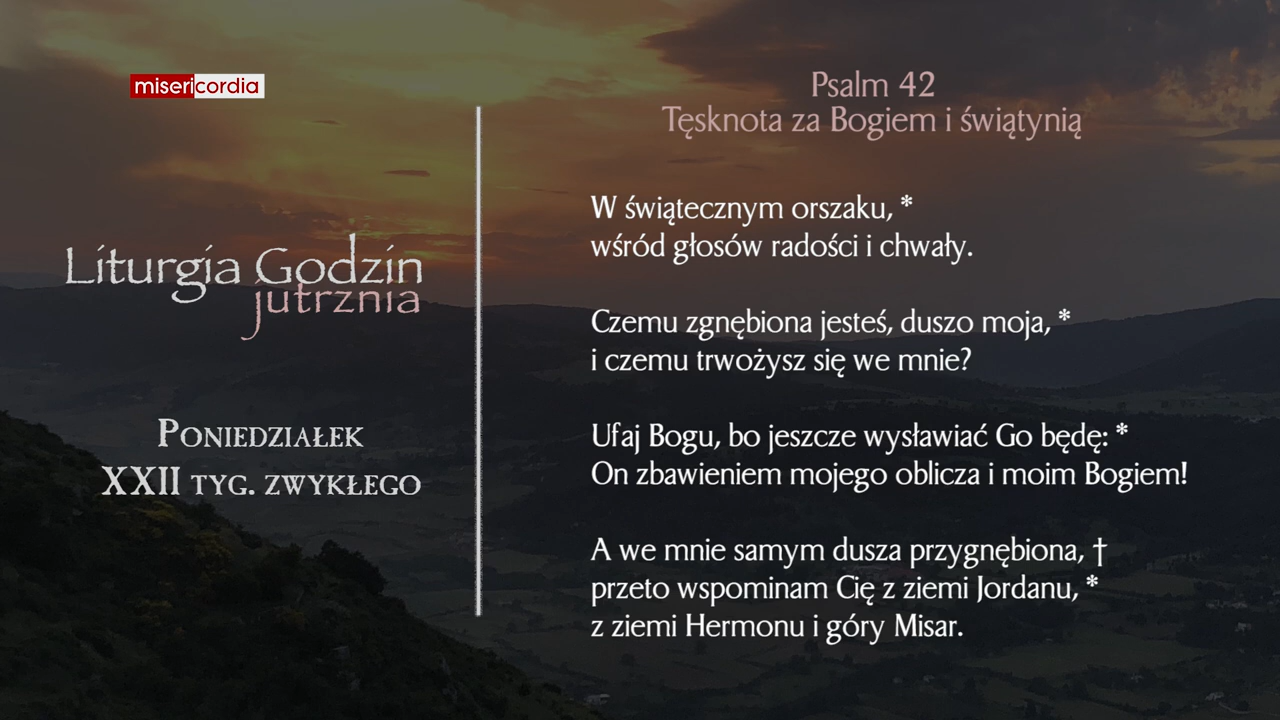 misericordia
Liturgia Godzin
jutrznia
Poniedziałek
XXII tyg. zwykłego
Psalm 42
Tęsknota za Bogiem i świątynią
W świątecznym orszaku, *
wśród głosów radości i chwały.
Czemu zgnębiona jesteś, duszo moja, *
i czemu trwożysz się we mnie?
Ufaj Bogu, bo jeszcze wysławiać Go będę: *
On zbawieniem mojego oblicza i moim Bogiem!
A we mnie samym dusza przygnębiona, †
przeto wspominam Cię z ziemi Jordanu, *
z ziemi Hermonu i góry Misar.